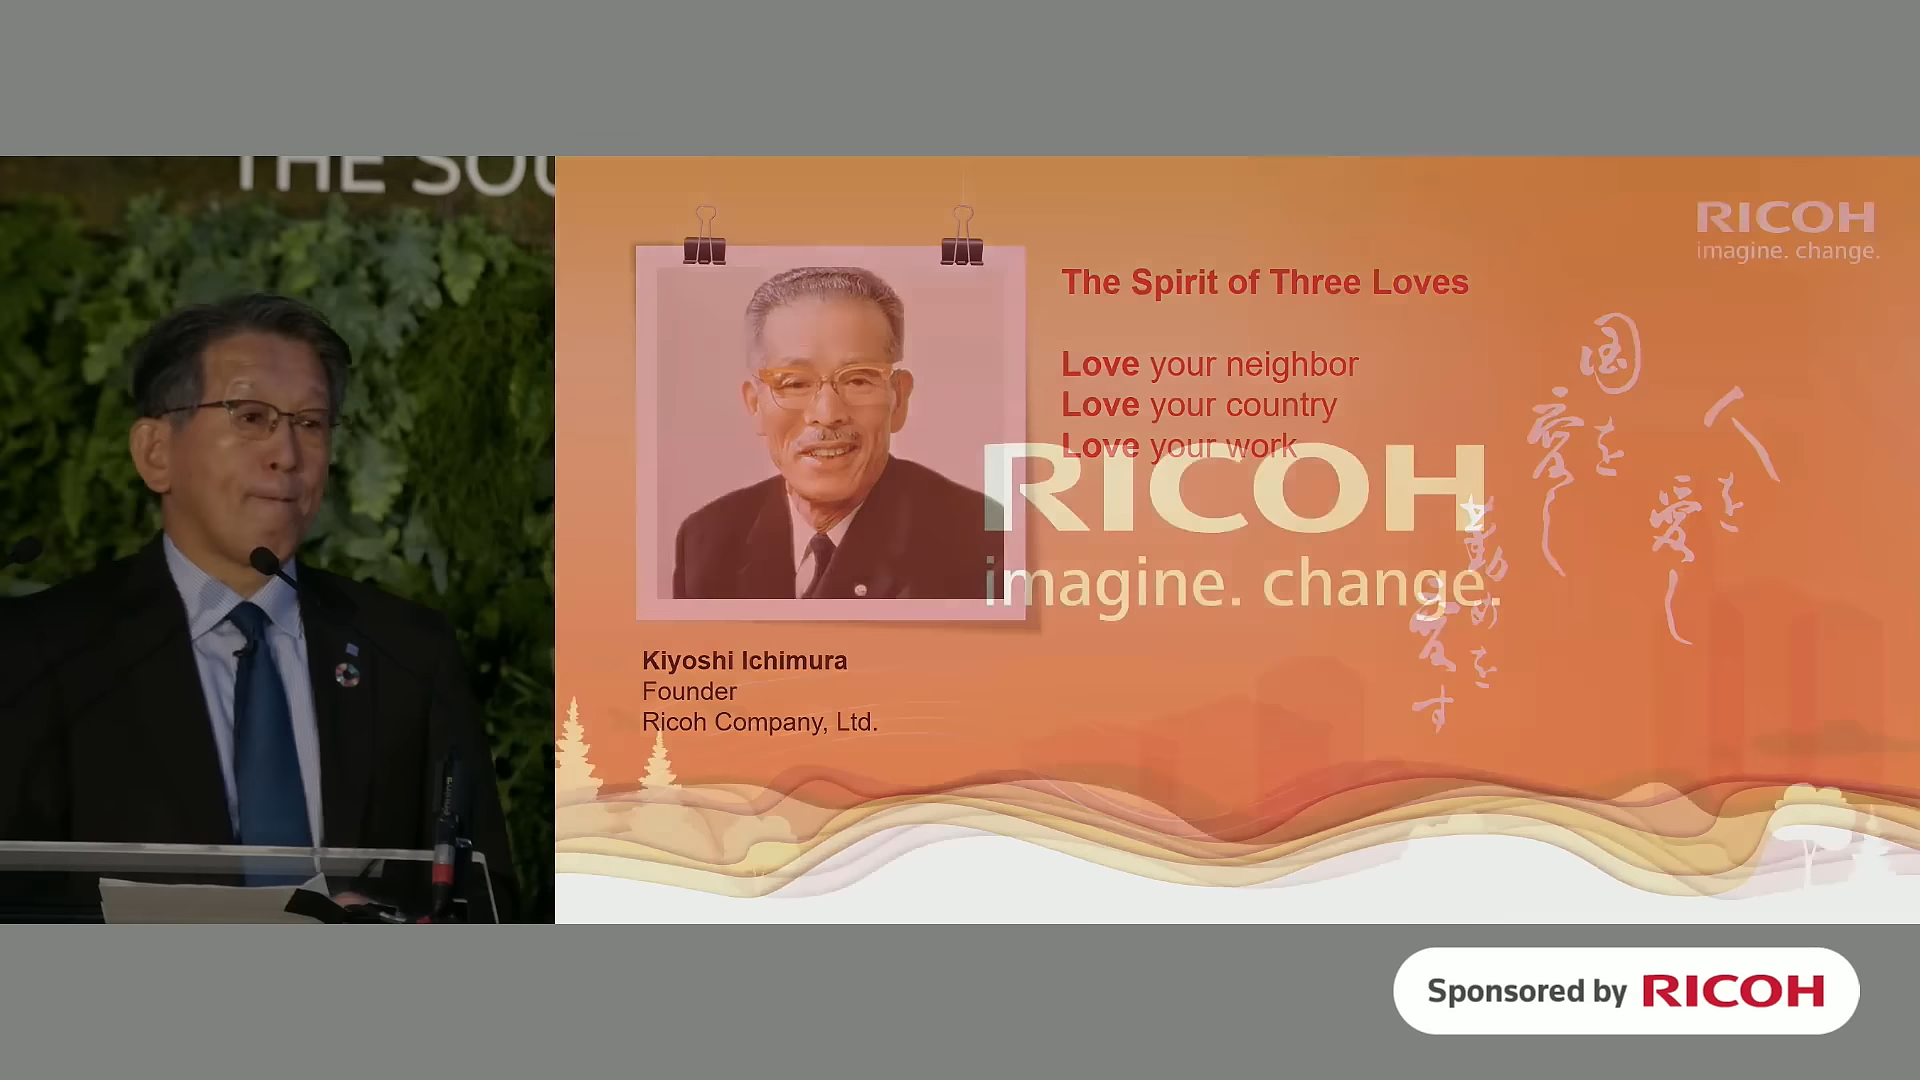 THE SOU
RICOH
imagine. change.
The Spirit of Three Loves
Love your neighbor
Love your country
Love your work
RICOH
imagine. change.
人を
愛し
国を
愛し
勤めを
愛す
Kiyoshi Ichimura
Founder
Ricoh Company, Ltd.
Sponsored by RICOH